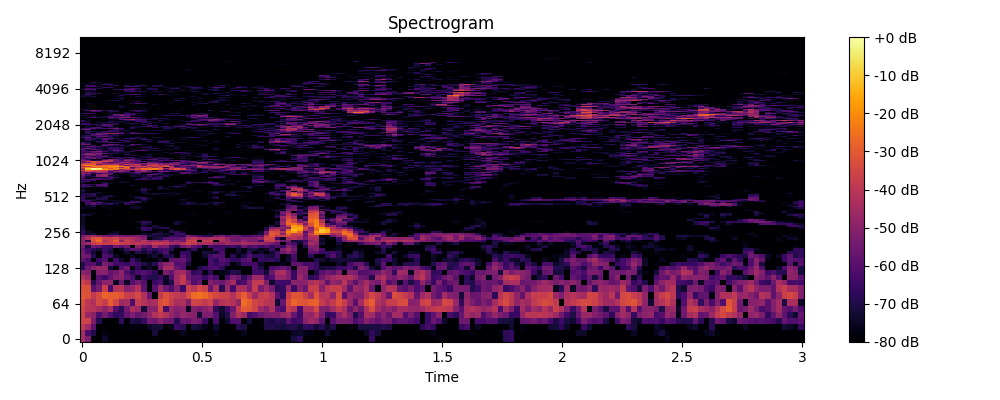 Spectrogram
8192
4096
2048
1024
512
256
128
64
0
Hz
0
0.5
1
1.5
2
2.5
3
Time
+0 dB
-10 dB
-20 dB
-30 dB
-40 dB
-50 dB
-60 dB
-70 dB
-80 dB